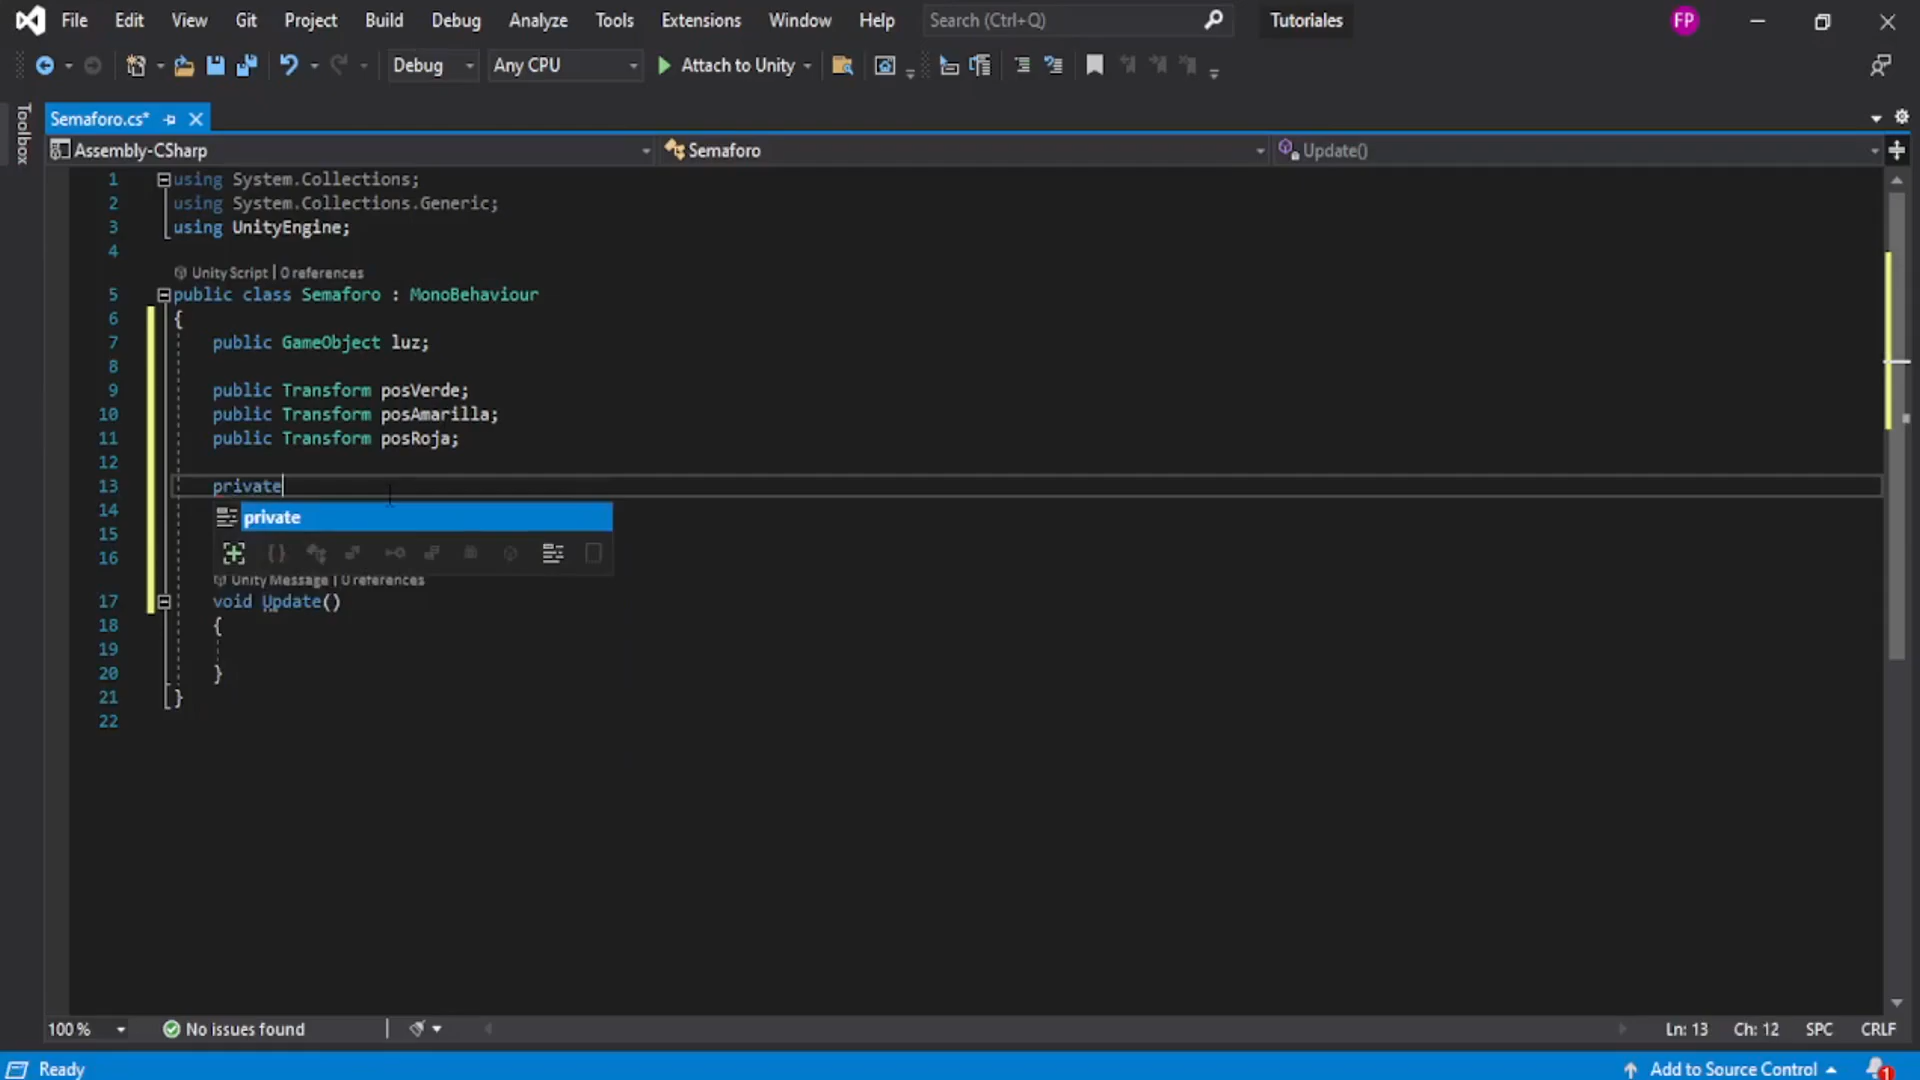 File Edit View Git Project Build Debug Analyze Tools Extensions Window Help Search (Ctrl+Q) Tutoriales FP
Debug Any CPU Attach to Unity
Toolbox
Semaforo.cs*
Assembly-CSharp Semaforo Update()
1 using System.Collections;
2 using System.Collections.Generic;
3 using UnityEngine;
4
Unity Script | 0 references
5 public class Semaforo : MonoBehaviour
6 {
7 public GameObject luz;
8
9 public Transform posVerde;
10 public Transform posAmarilla;
11 public Transform posRoja;
12
13 private
14 private
15
16
Unity Message | 0 references
17 void Update()
18 {
19
20 }
21 }
22
100 % No issues found Ln: 13 Ch: 12 SPC CRLF
Ready Add to Source Control 1